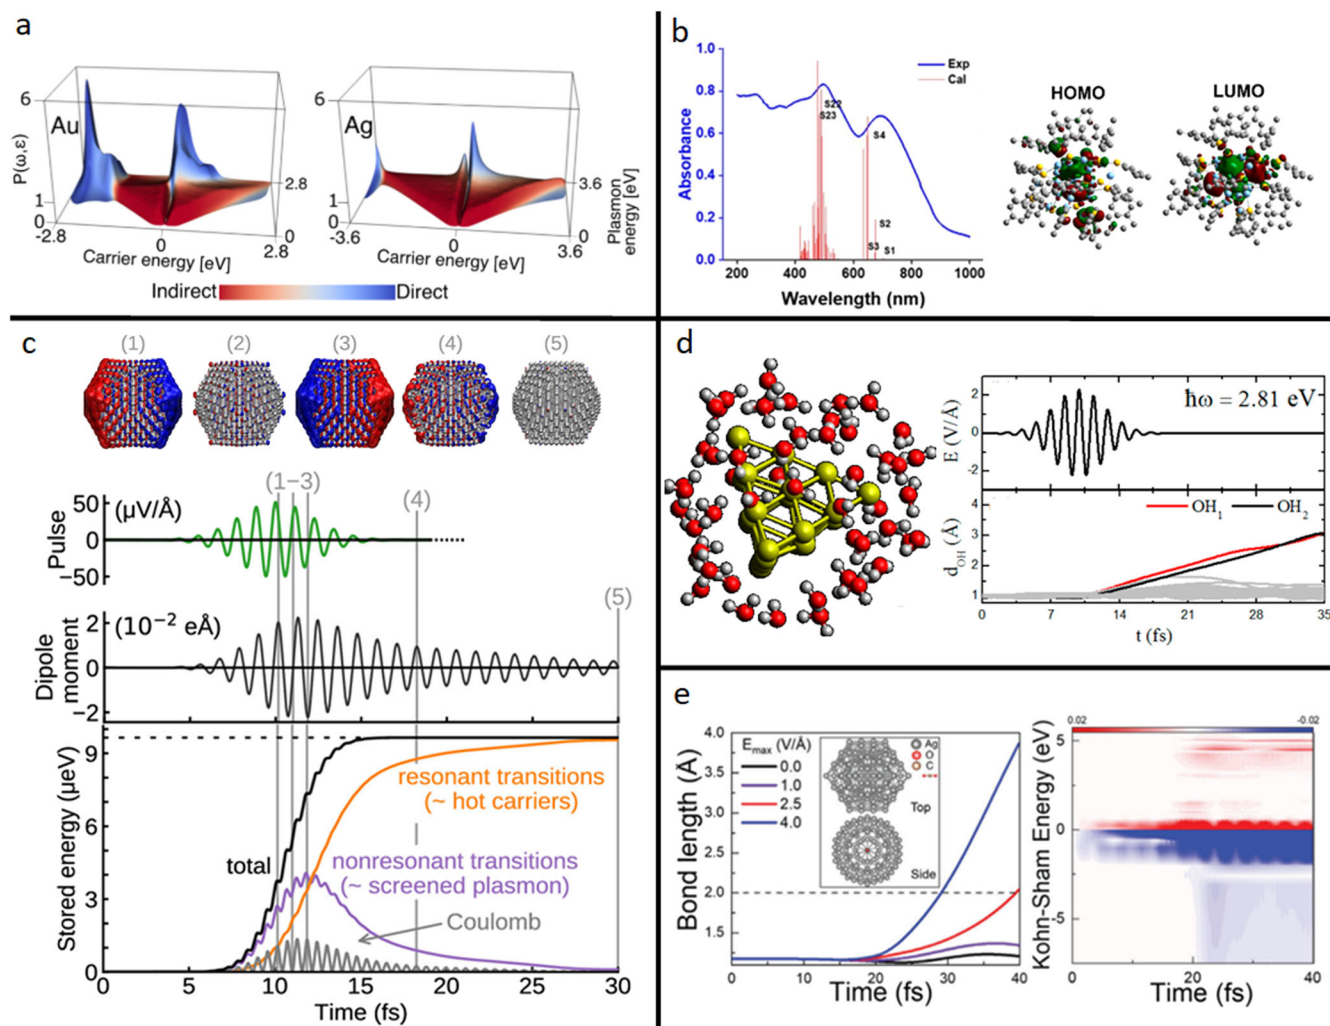 a
6
Au
P(ω,ε)
1
0
-2.8
0
2.8
2.8
0
Carrier energy [eV]
6
Ag
1
0
-3.6
0
3.6
3.6
0
Carrier energy [eV]
Plasmon
energy [eV]
Indirect
Direct
b
1.0
0.8
0.6
0.4
0.2
0.0
Absorbance
Exp
Cal
S22
S23
S4
S2
S3
S1
200 400 600 800 1000
Wavelength (nm)
HOMO
LUMO
c
(1) (2) (3) (4) (5)
(1−3)
(4)
(5)
50
0
−50
Pulse
(μV/Å)
2
0
−2
Dipole
moment
(10⁻² eÅ)
9
6
3
0
Stored energy (μeV)
total
resonant transitions
(~ hot carriers)
nonresonant transitions
(~ screened plasmon)
Coulomb
0 5 10 15 20 25 30
Time (fs)
d
E (V/Å)
2
0
-2
ħω = 2.81 eV
d_OH (Å)
4
3
2
1
OH₁ OH₂
0 7 14 21 28 35
t (fs)
e
Bond length (Å)
4.0
3.5
3.0
2.5
2.0
1.5
E_max (V/Å)
0.0
1.0
2.5
4.0
Ag
O
C
Top
Side
0 10 20 30 40
Time (fs)
0.02
-0.02
Kohn-Sham Energy (eV)
5
0
-5
0 20 40
Time (fs)